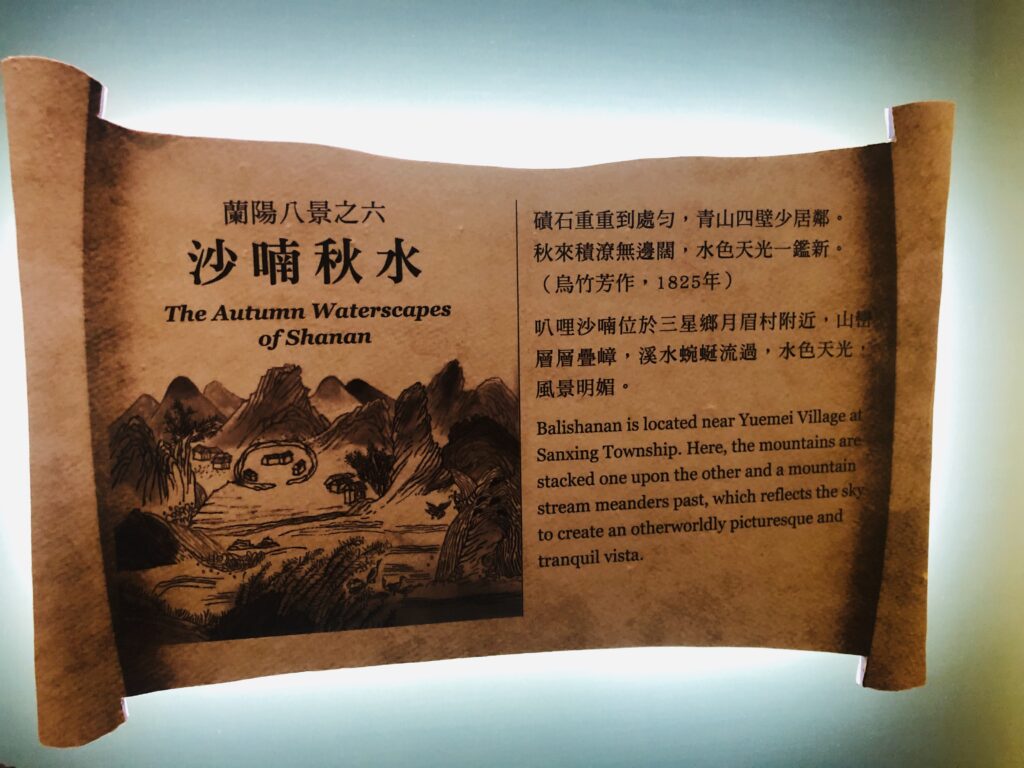 蘭陽八景之六
沙喃秋水
The Autumn Waterscapes
of Shanan
磧石重重到處勻，青山四壁少居鄰。
秋來積潦無邊闊，水色天光一鑑新。
（烏竹芳作，1825年）
叭哩沙喃位於三星鄉月眉村附近，山巒
層層疊嶂，溪水蜿蜒流過，水色天光，
風景明媚。
Balishanan is located near Yuemei Village at
Sanxing Township. Here, the mountains are
stacked one upon the other and a mountain
stream meanders past, which reflects the sky
to create an otherworldly picturesque and
tranquil vista.